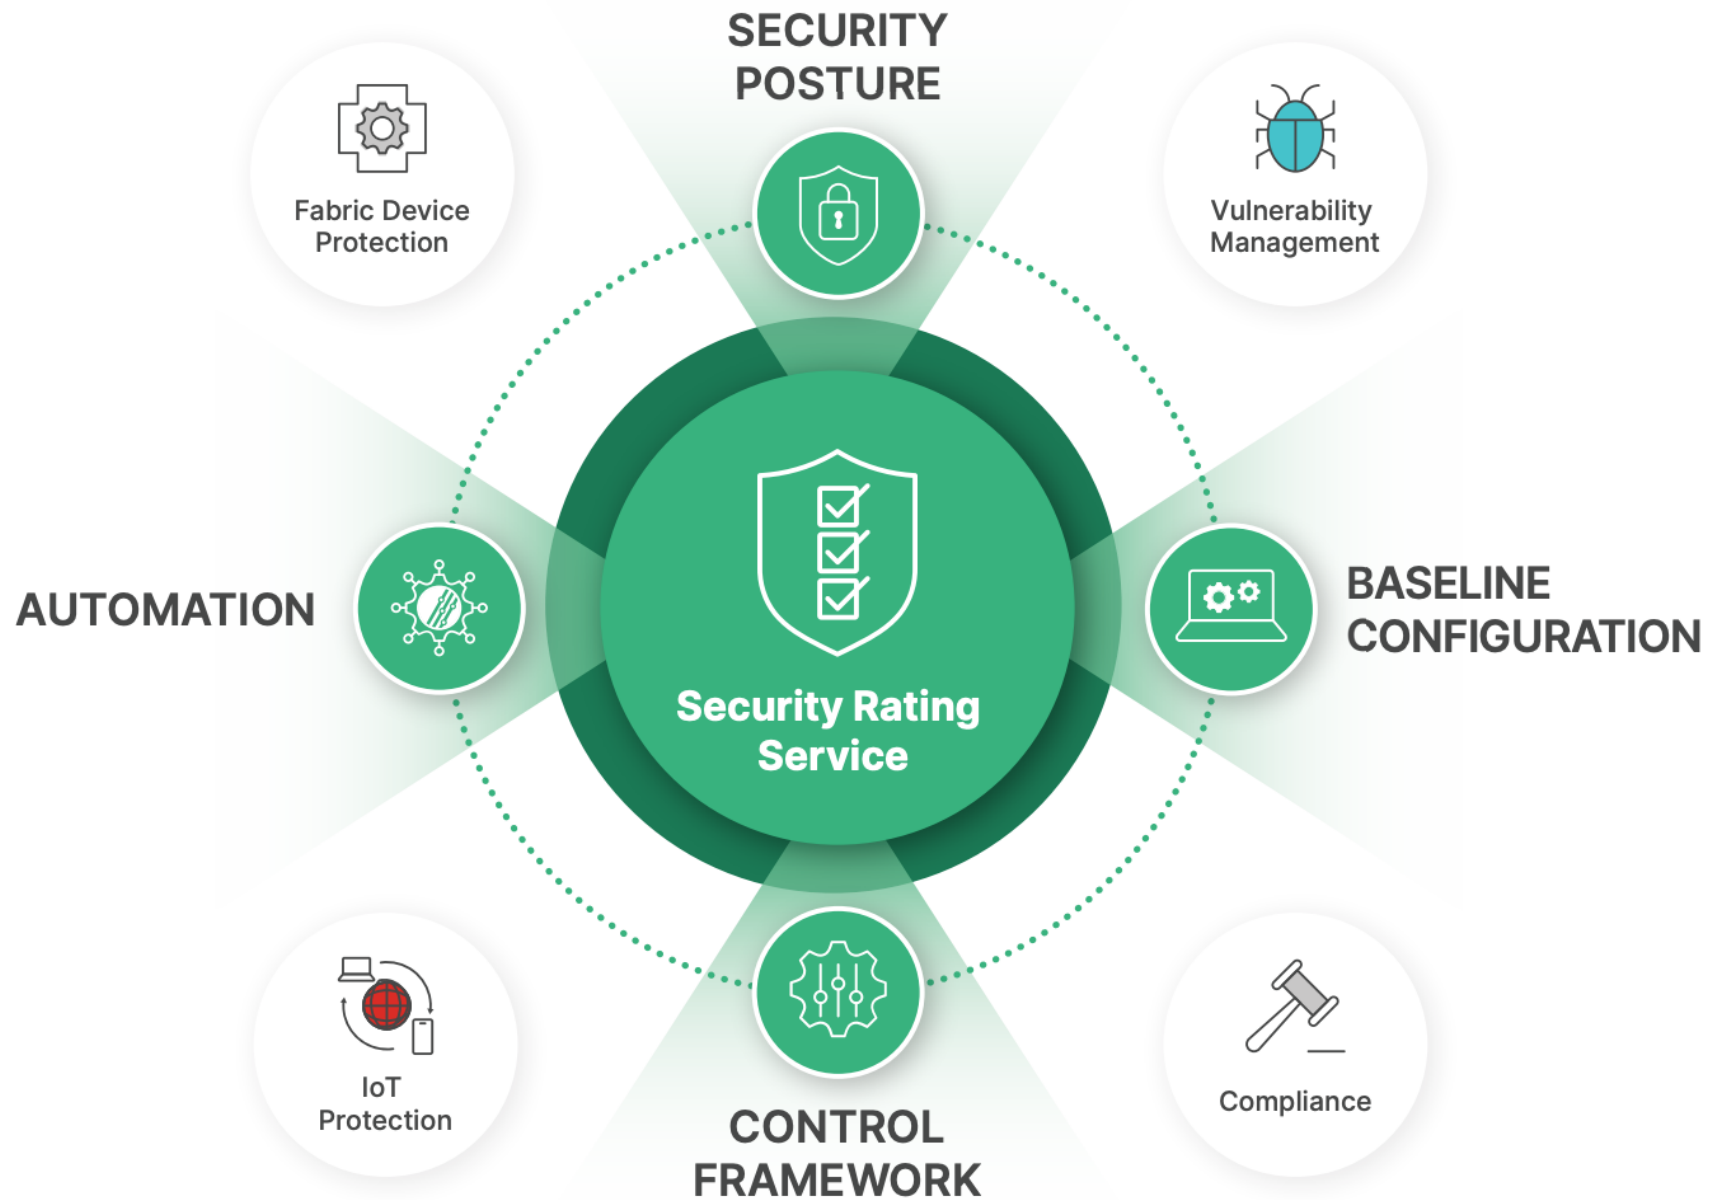 SECURITY
POSTURE
Fabric Device
Protection
Vulnerability
Management
AUTOMATION
BASELINE
CONFIGURATION
Security Rating
Service
IoT
Protection
Compliance
CONTROL
FRAMEWORK